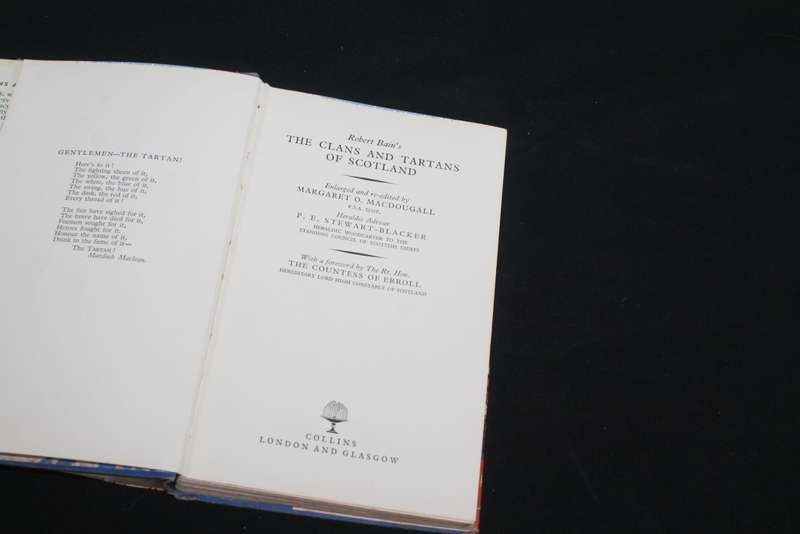 GENTLEMEN—THE TARTAN!
Here's to it!
The fighting sheen of it,
The yellow, the green of it,
The white, the blue of it,
The swing, the hue of it,
The dark, the red of it,
Every thread of it!
The fair have sighed for it,
The brave have died for it,
Foemen sought for it,
Heroes fought for it.
Honour the name of it,
Drink to the fame of it—
The TARTAN!
Murdoch Maclean.
Robert Bain's
THE CLANS AND TARTANS
OF SCOTLAND
Enlarged and re-edited by
MARGARET O. MACDOUGALL
F.S.A. SCOT.
Heraldic Adviser
P. E. STEWART-BLACKER
HERALDIC WOODCARVER TO THE
STANDING COUNCIL OF SCOTTISH CHIEFS
With a foreword by The Rt. Hon.
THE COUNTESS OF ERROLL
HEREDITARY LORD HIGH CONSTABLE OF SCOTLAND
COLLINS
LONDON AND GLASGOW